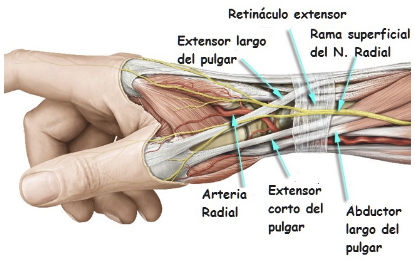 Retináculo extensor
Extensor largo
del pulgar
Rama superficial
del N. Radial
Arteria
Radial
Extensor
corto del
pulgar
Abductor
largo del
pulgar